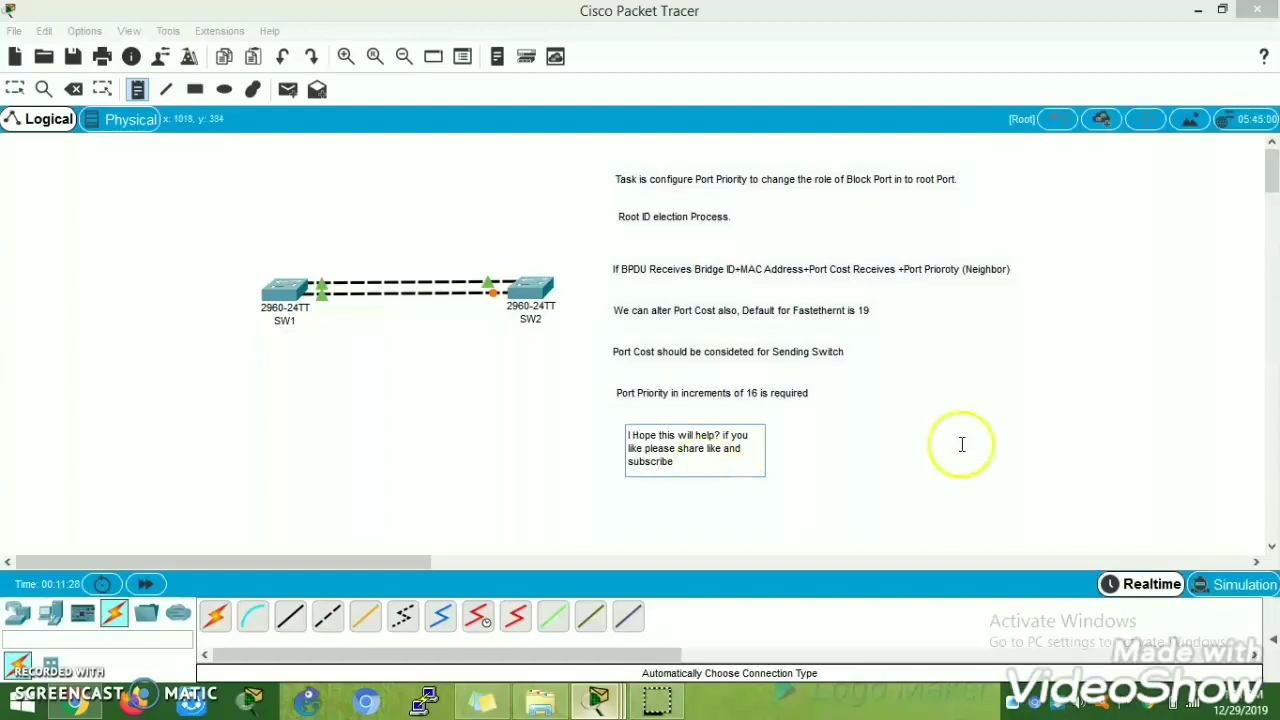 Cisco Packet Tracer
File Edit Options View Tools Extensions Help
Logical Physical x: 1018, y: 384 [Root] 05:45:00
Task is configure Port Priority to change the role of Block Port in to root Port.
Root ID election Process.
If BPDU Receives Bridge ID+MAC Address+Port Cost Receives +Port Prioroty (Neighbor)
2960-24TT
SW1
2960-24TT
SW2
We can alter Port Cost also, Default for Fastethernt is 19
Port Cost should be consideted for Sending Switch
Port Priority in increments of 16 is required
I Hope this will help? if you
like please share like and
subscribe
Time: 00:11:28 Realtime Simulation
Activate Windows
Go to PC settings to activate Windows.
Automatically Choose Connection Type
RECORDED WITH
SCREENCAST MATIC
Made with
VideoShow
12/29/2019